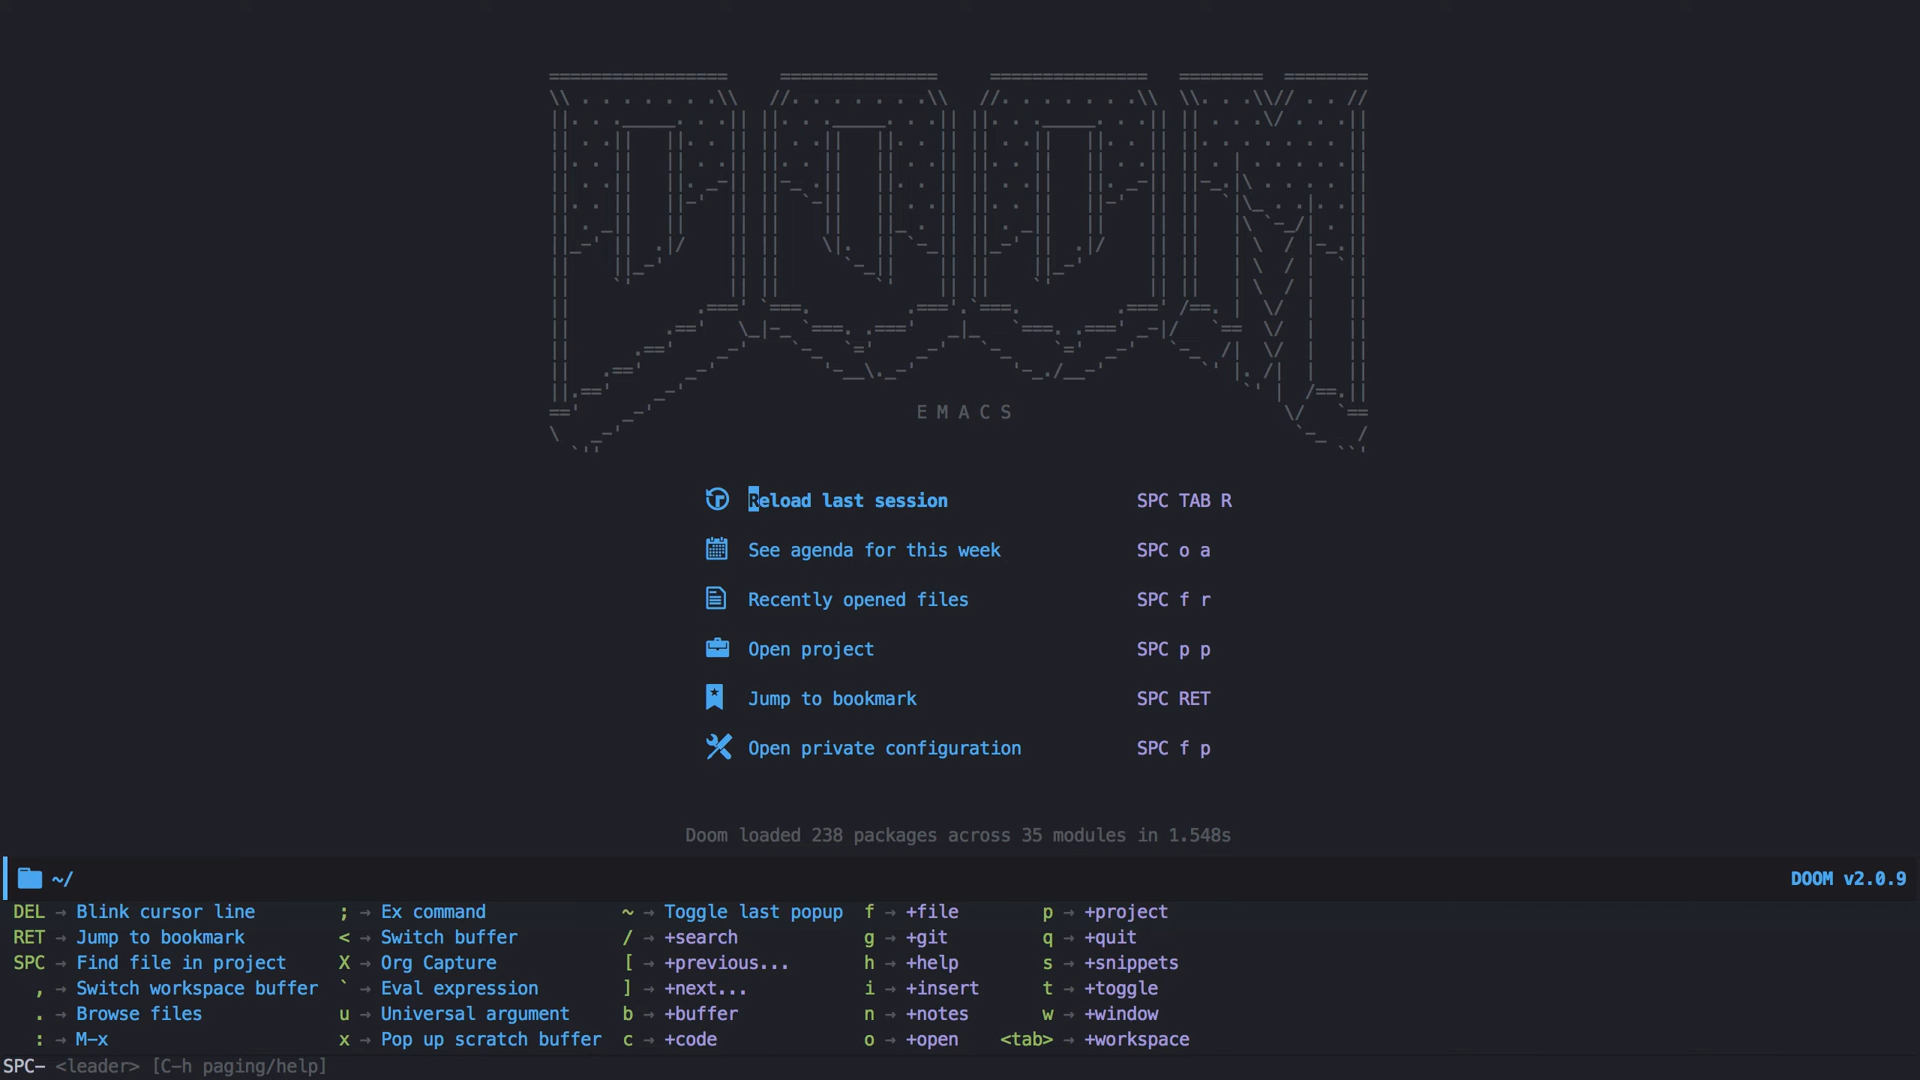 EMACS
Reload last session SPC TAB R
See agenda for this week SPC o a
Recently opened files SPC f r
Open project SPC p p
Jump to bookmark SPC RET
Open private configuration SPC f p
Doom loaded 238 packages across 35 modules in 1.548s
~/ DOOM v2.0.9
DEL → Blink cursor line ; → Ex command ~ → Toggle last popup f → +file p → +project
RET → Jump to bookmark < → Switch buffer / → +search g → +git q → +quit
SPC → Find file in project X → Org Capture [ → +previous... h → +help s → +snippets
, → Switch workspace buffer ` → Eval expression ] → +next... i → +insert t → +toggle
. → Browse files u → Universal argument b → +buffer n → +notes w → +window
: → M-x x → Pop up scratch buffer c → +code o → +open <tab> → +workspace
SPC- <leader> [C-h paging/help]